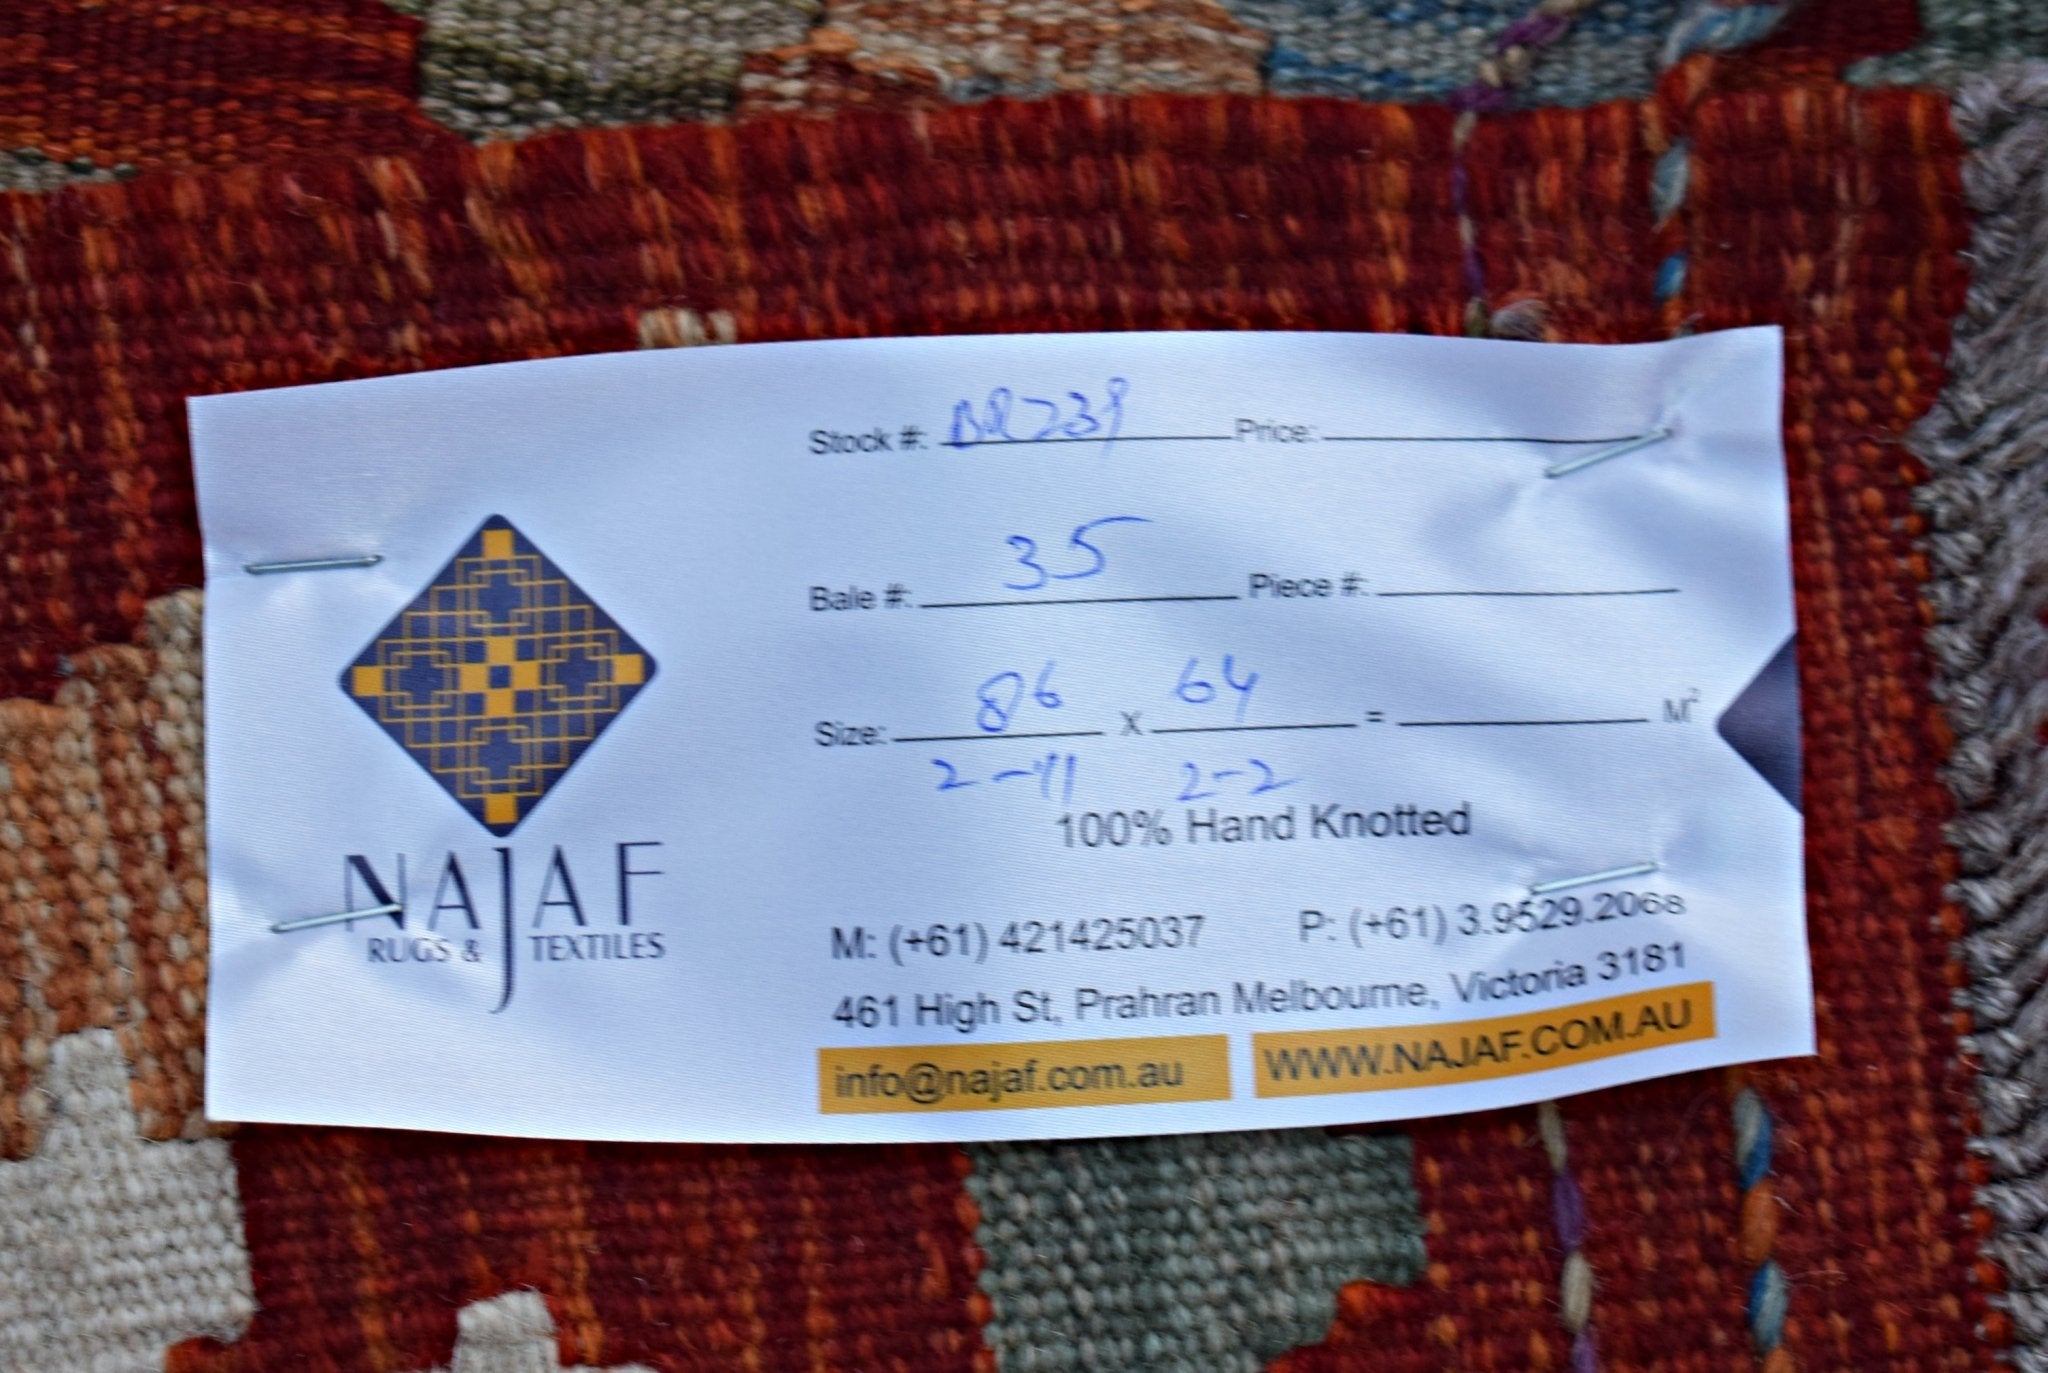 NAJAF
RUGS & TEXTILES
Stock #: Price:
Bale #: 35 Piece #:
Size: 86 x 64 = M²
2-11 2-2
100% Hand Knotted
M: (+61) 421425037 P: (+61) 3.9529.2068
461 High St, Prahran Melbourne, Victoria 3181
info@najaf.com.au WWW.NAJAF.COM.AU